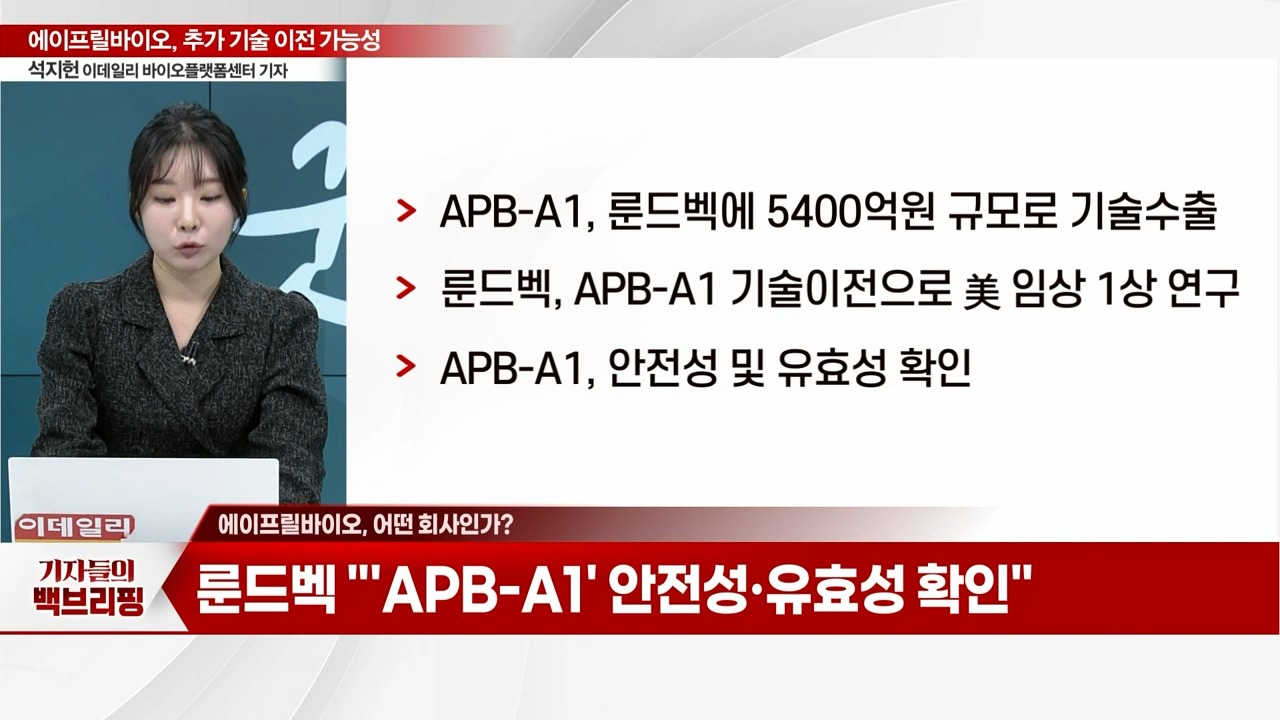 에이프릴바이오, 추가 기술 이전 가능성
석지헌 이데일리 바이오플랫폼센터 기자
> APB-A1, 룬드벡에 5400억원 규모로 기술수출
> 룬드벡, APB-A1 기술이전으로 美 임상 1상 연구
> APB-A1, 안전성 및 유효성 확인
이데일리
에이프릴바이오, 어떤 회사인가?
기자들의
백브리핑
룬드벡 "'APB-A1' 안전성·유효성 확인"